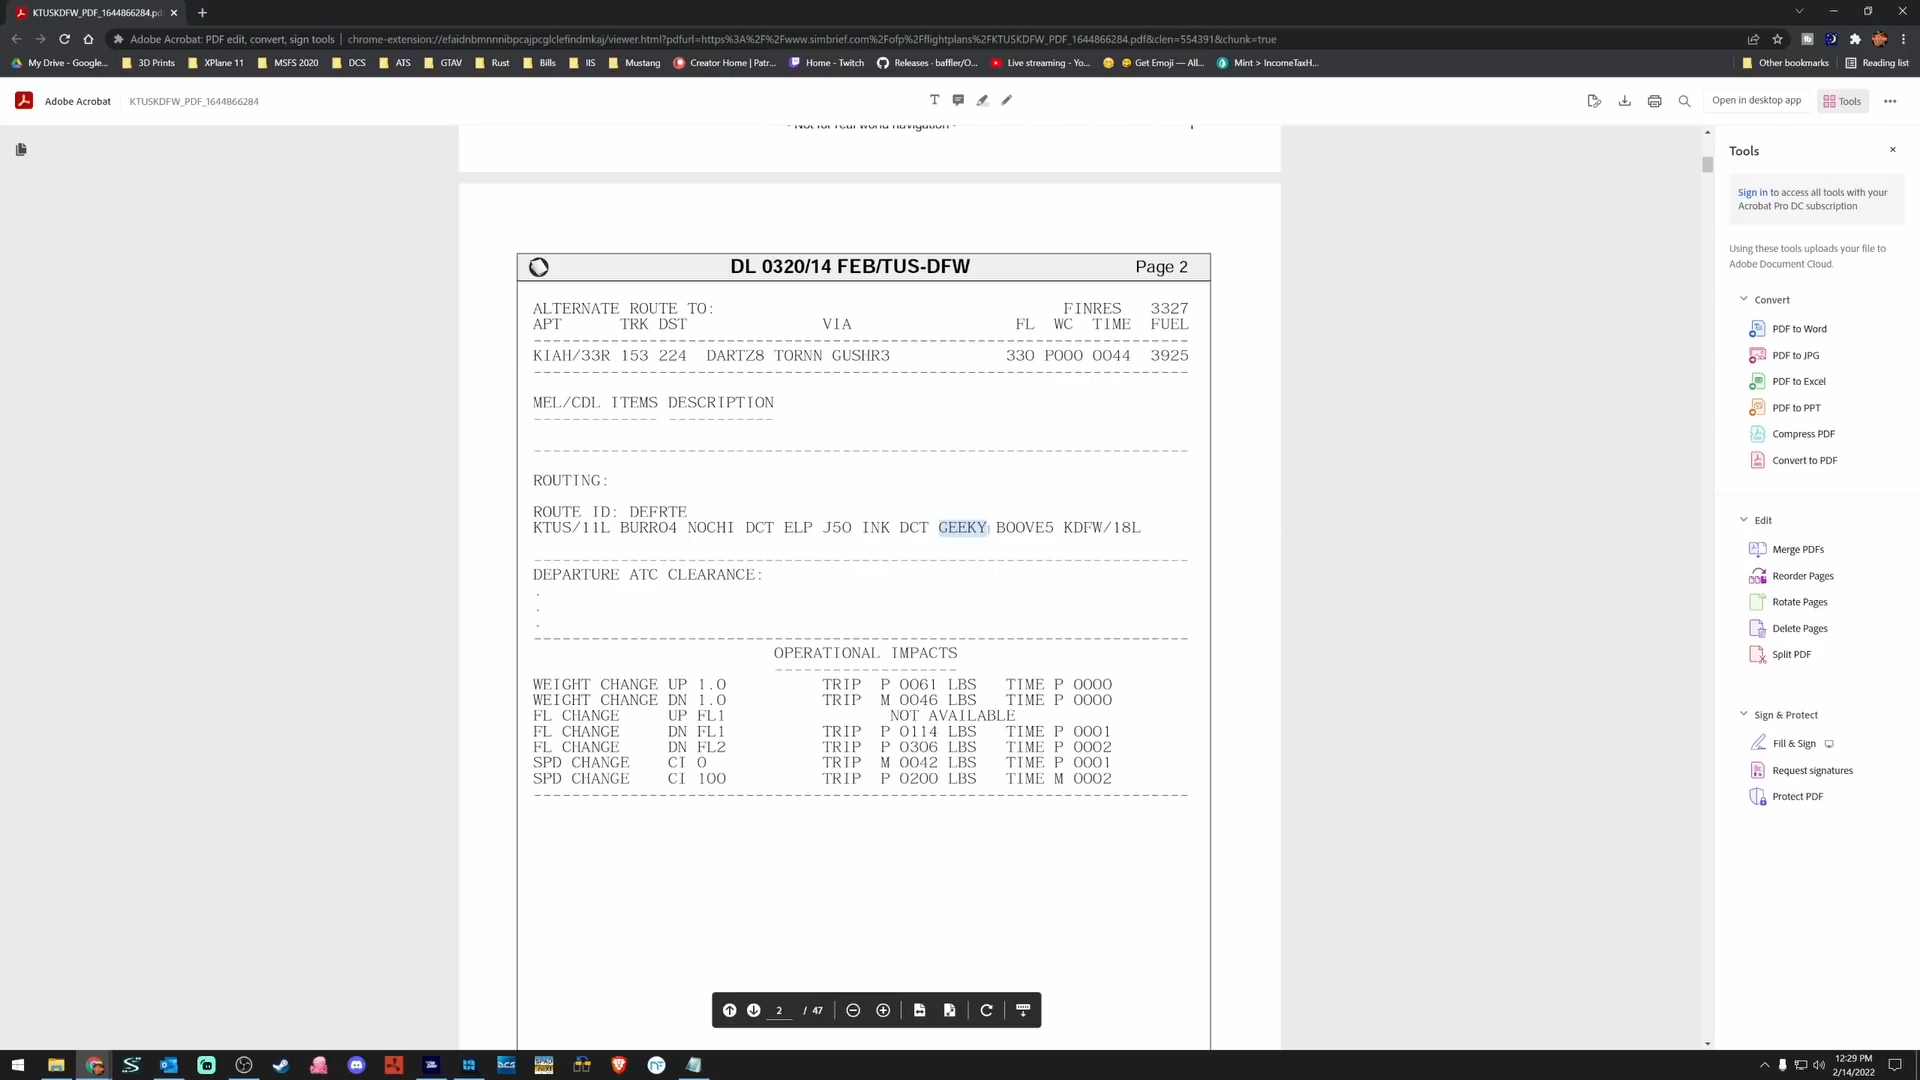 KTUSKDFW_PDF_1644866284.pd
Adobe Acrobat: PDF edit, convert, sign tools | chrome-extension://efaidnbmnnnibpcajpcglclefindmkaj/viewer.html?pdfurl=https%3A%2F%2Fwww.simbrief.com%2Fofp%2Fflightplans%2FKTUSKDFW_PDF_1644866284.pdf&clen=554391&chunk=true
My Drive - Google... 3D Prints XPlane 11 MSFS 2020 DCS ATS GTAV Rust Bills IIS Mustang Creator Home | Patr... Home - Twitch Releases · baffler/O... Live streaming - Yo... Get Emoji — All... Mint > IncomeTaxH... Other bookmarks Reading list
Adobe Acrobat KTUSKDFW_PDF_1644866284 Open in desktop app Tools
- Not for real world navigation -
DL 0320/14 FEB/TUS-DFW Page 2
ALTERNATE ROUTE TO: FINRES 3327
APT TRK DST VIA FL WC TIME FUEL
KIAH/33R 153 224 DARTZ8 TORNN GUSHR3 330 P000 0044 3925
MEL/CDL ITEMS DESCRIPTION
ROUTING:
ROUTE ID: DEFRTE
KTUS/11L BURRO4 NOCHI DCT ELP J50 INK DCT GEEKY BOOVE5 KDFW/18L
DEPARTURE ATC CLEARANCE:
.
.
.
OPERATIONAL IMPACTS
WEIGHT CHANGE UP 1.0 TRIP P 0061 LBS TIME P 0000
WEIGHT CHANGE DN 1.0 TRIP M 0046 LBS TIME P 0000
FL CHANGE UP FL1 NOT AVAILABLE
FL CHANGE DN FL1 TRIP P 0114 LBS TIME P 0001
FL CHANGE DN FL2 TRIP P 0306 LBS TIME P 0002
SPD CHANGE CI 0 TRIP M 0042 LBS TIME P 0001
SPD CHANGE CI 100 TRIP P 0200 LBS TIME M 0002
2 / 47
Tools
Sign in to access all tools with your
Acrobat Pro DC subscription
Using these tools uploads your file to
Adobe Document Cloud.
Convert
PDF to Word
PDF to JPG
PDF to Excel
PDF to PPT
Compress PDF
Convert to PDF
Edit
Merge PDFs
Reorder Pages
Rotate Pages
Delete Pages
Split PDF
Sign & Protect
Fill & Sign
Request signatures
Protect PDF
12:29 PM
2/14/2022